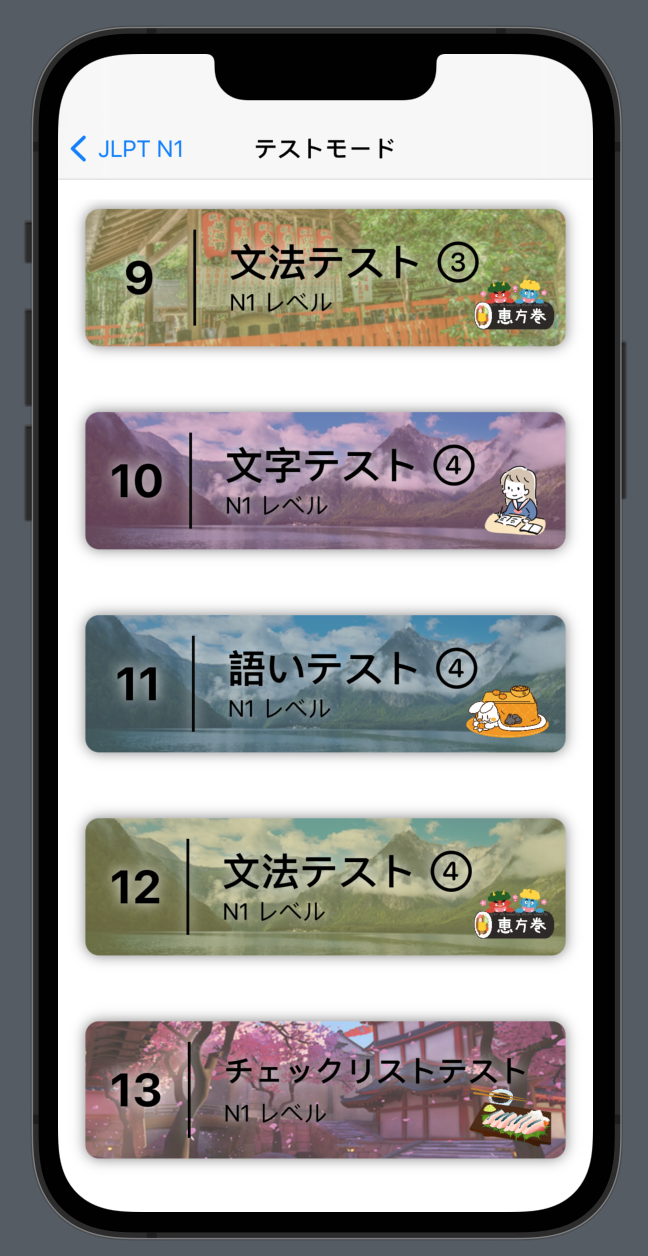 JLPT N1
テストモード
9
文法テスト ③
N1 レベル
恵方巻
10
文字テスト ④
N1 レベル
11
語いテスト ④
N1 レベル
12
文法テスト ④
N1 レベル
恵方巻
13
チェックリストテスト
N1 レベル